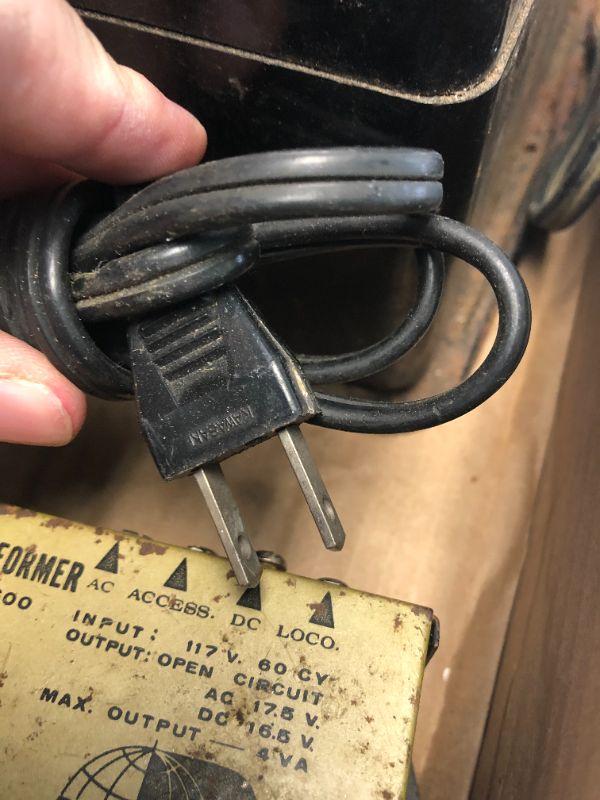 KAWASAN
FORMER
AC ACCESS. DC LOCO.
INPUT: 117 V. 60 CY
OUTPUT: OPEN CIRCUIT
AC 17.5 V.
DC 16.5 V.
MAX. OUTPUT — 4 VA